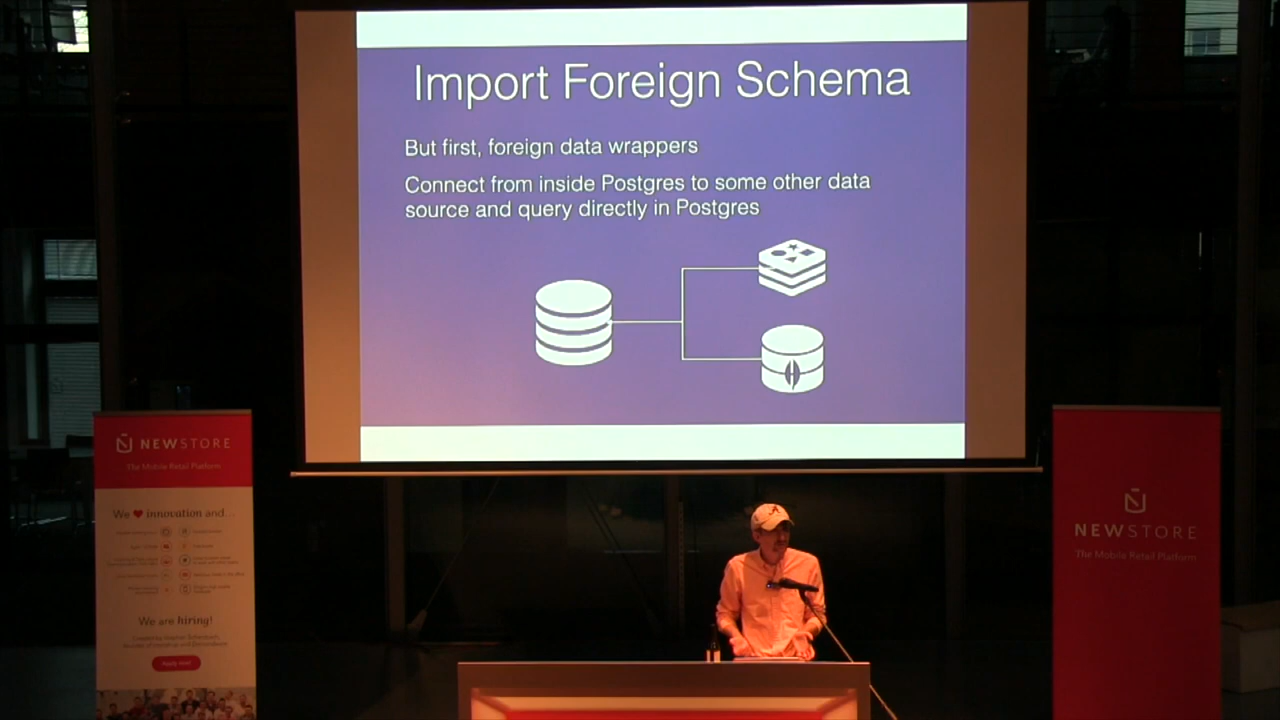 Import Foreign Schema
But first, foreign data wrappers
Connect from inside Postgres to some other data
source and query directly in Postgres
NEWSTORE
The Mobile Retail Platform
We ❤ innovation and...
We are hiring!
Apply now!
NEWSTORE
The Mobile Retail Platform